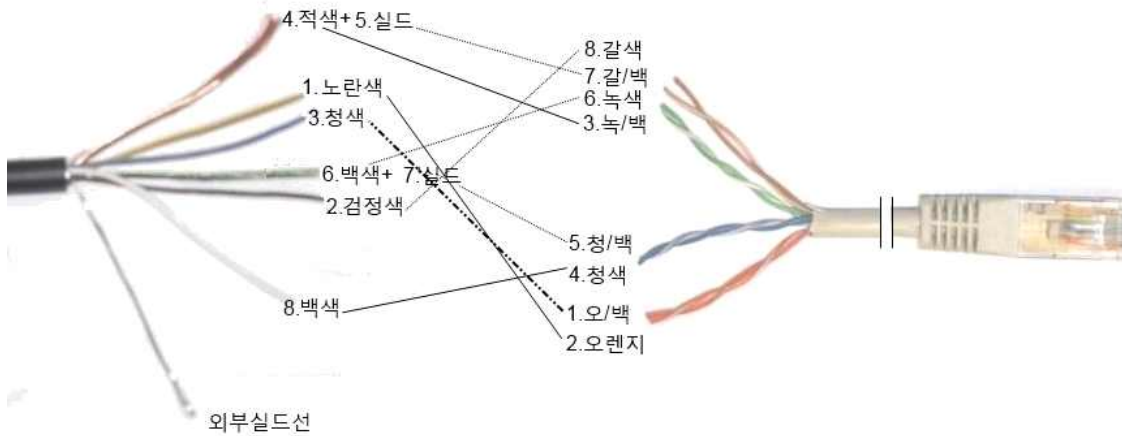 4.적색+ 5.실드
1.노란색
3.청색
6.백색+ 7.실드
2.검정색
8.백색
외부실드선
8.갈색
7.갈/백
6.녹색
3.녹/백
5.청/백
4.청색
1.오/백
2.오렌지